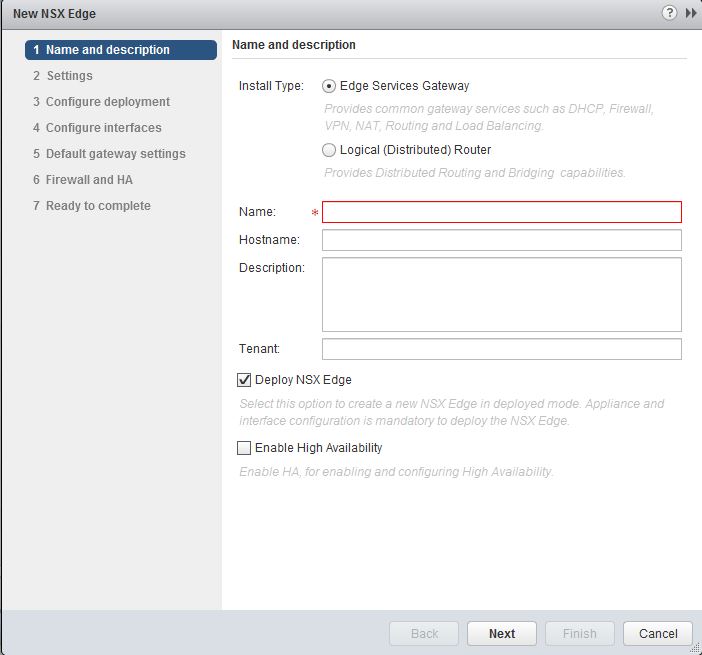 New NSX Edge
?
1 Name and description
2 Settings
3 Configure deployment
4 Configure interfaces
5 Default gateway settings
6 Firewall and HA
7 Ready to complete
Name and description
Install Type:
Edge Services Gateway
Provides common gateway services such as DHCP, Firewall,
VPN, NAT, Routing and Load Balancing.
Logical (Distributed) Router
Provides Distributed Routing and Bridging capabilities.
Name: *
Hostname:
Description:
Tenant:
Deploy NSX Edge
Select this option to create a new NSX Edge in deployed mode. Appliance and
interface configuration is mandatory to deploy the NSX Edge.
Enable High Availability
Enable HA, for enabling and configuring High Availability.
Back Next Finish Cancel